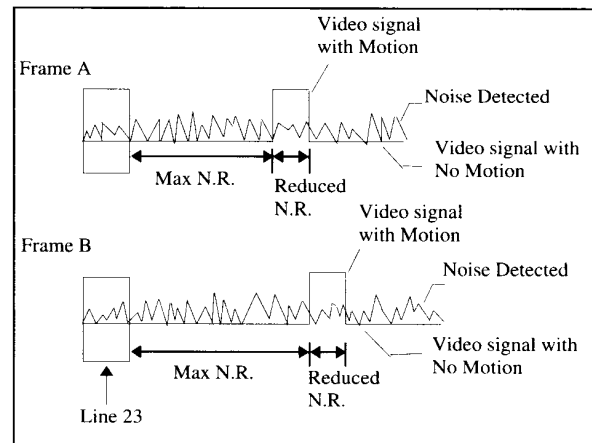 Video signal
with Motion
Frame A
Noise Detected
Video signal with
No Motion
Max N.R.
Reduced
N.R.
Video signal
with Motion
Frame B
Noise Detected
Video signal with
No Motion
Max N.R.
Reduced
N.R.
Line 23